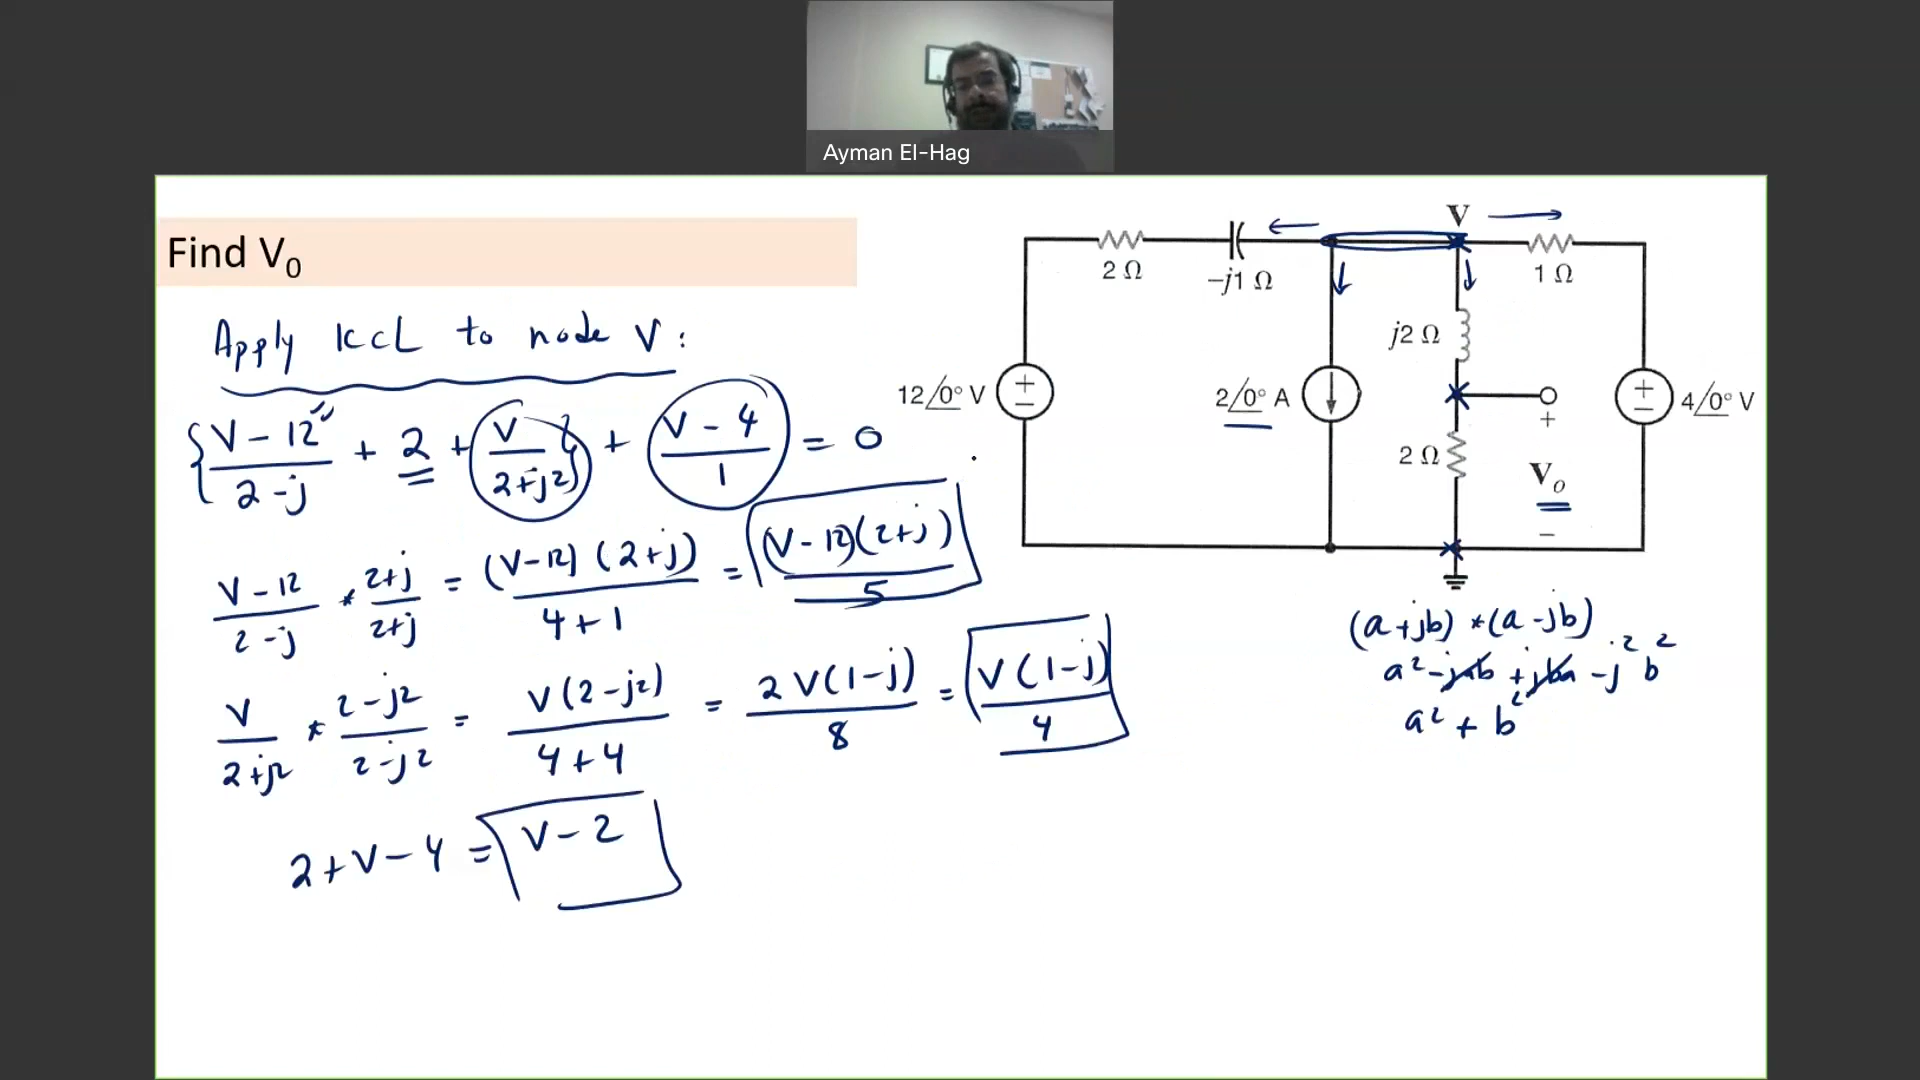 Ayman El-Hag
Find V0
Apply KCL to node V:
{(V - 12)/(2 - j) + 2 + V/(2+j2)} + (V - 4)/1 = 0
(V - 12)/(2 - j) * (2+j)/(2+j) = (V-12)(2+j)/(4+1) = (V-12)(2+j)/5
V/(2+j2) * (2-j2)/(2-j2) = V(2-j2)/(4+4) = 2V(1-j)/8 = V(1-j)/4
2+V-4 = V-2
V
2 Ω
-j1 Ω
1 Ω
j2 Ω
12/0° V
+
−
2/0° A
+
+
−
4/0° V
2 Ω
Vo
−
(a+jb)*(a-jb)
a²-jab+jba-j²b²
a²+b²